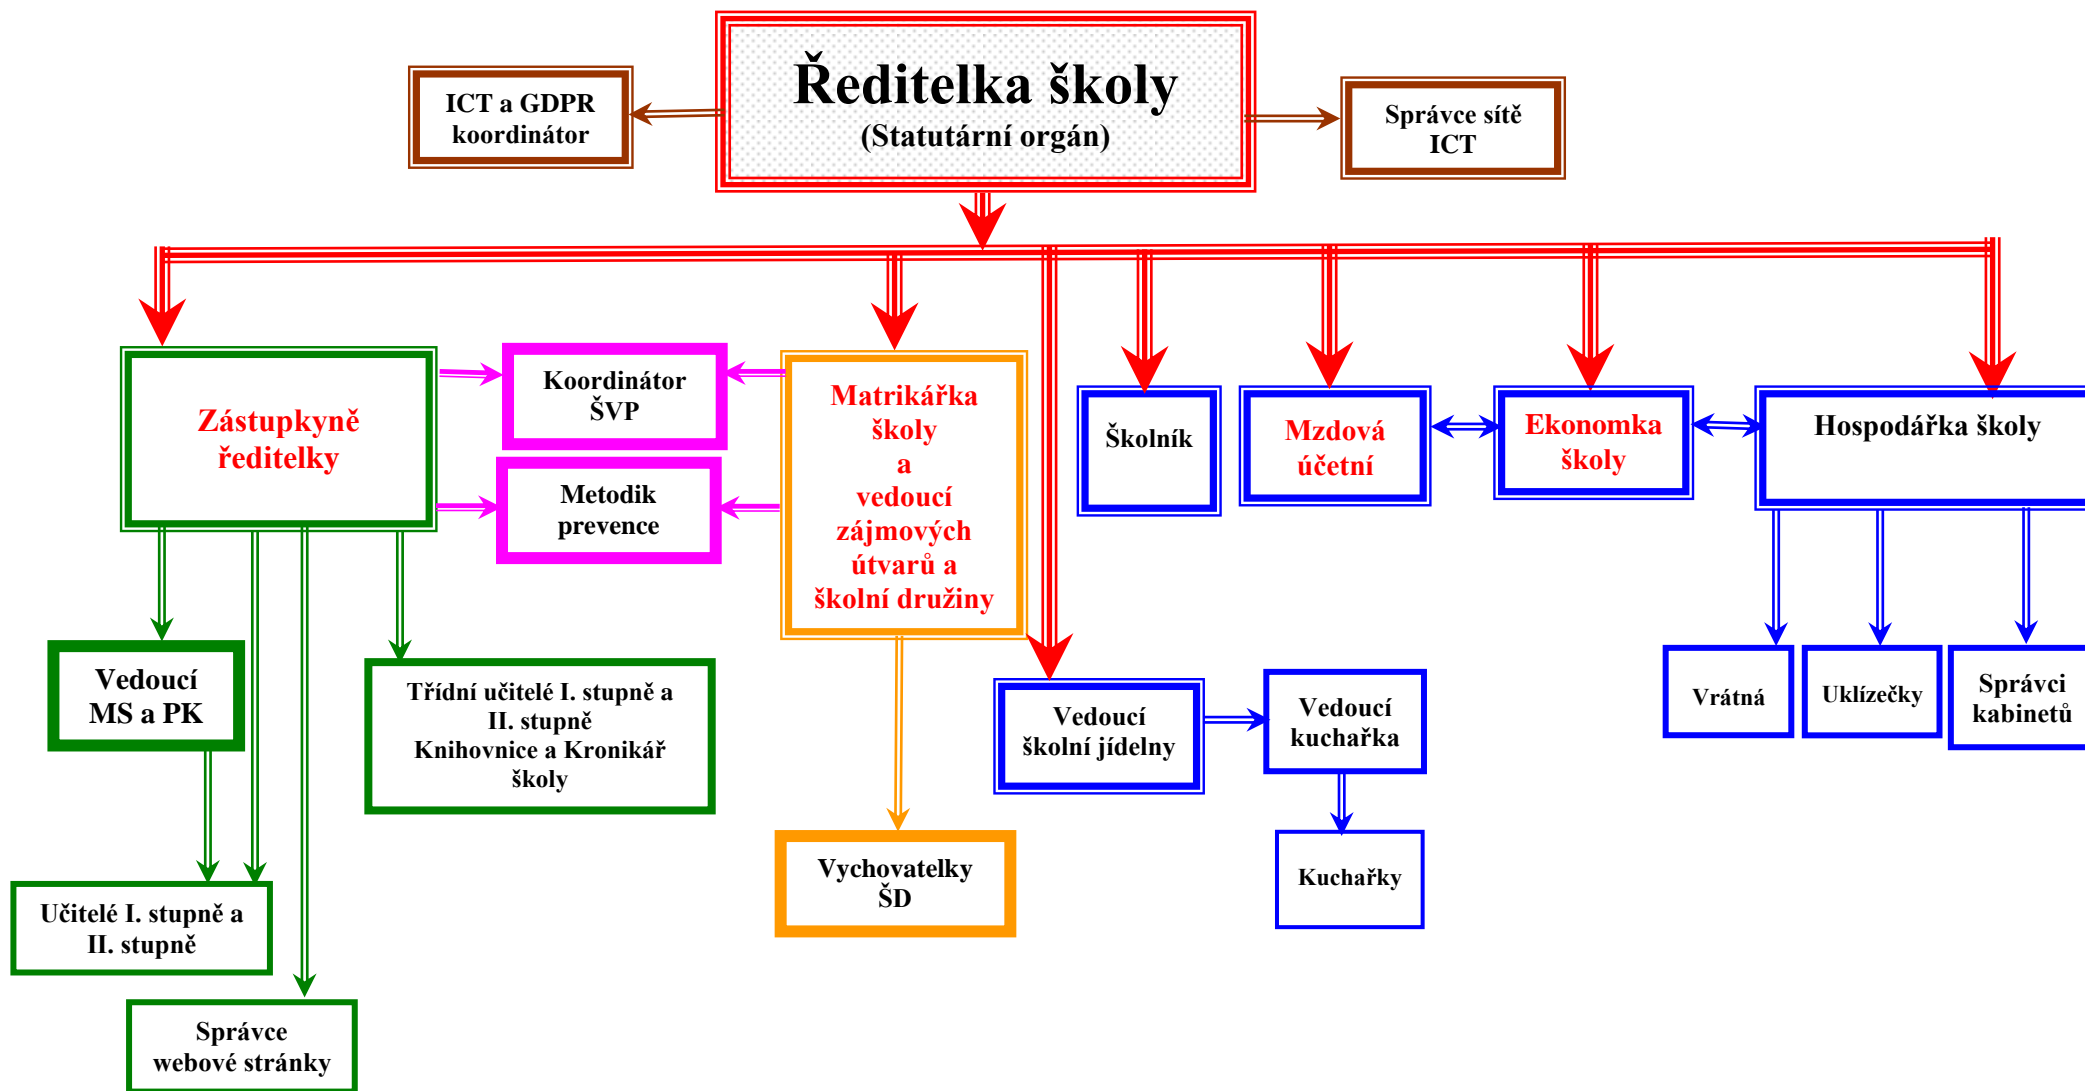 Ředitelka školy
(Statutární orgán)
ICT a GDPR
koordinátor
Správce sítě
ICT
Zástupkyně
ředitelky
Koordinátor
ŠVP
Metodik
prevence
Matrikářka
školy
a
vedoucí
zájmových
útvarů a
školní družiny
Školník
Mzdová
účetní
Ekonomka
školy
Hospodářka školy
Vedoucí
MS a PK
Třídní učitelé I. stupně a
II. stupně
Knihovnice a Kronikář
školy
Vedoucí
školní jídelny
Vedoucí
kuchařka
Vrátná
Uklízečky
Správci
kabinetů
Učitelé I. stupně a
II. stupně
Vychovatelky
ŠD
Kuchařky
Správce
webové stránky